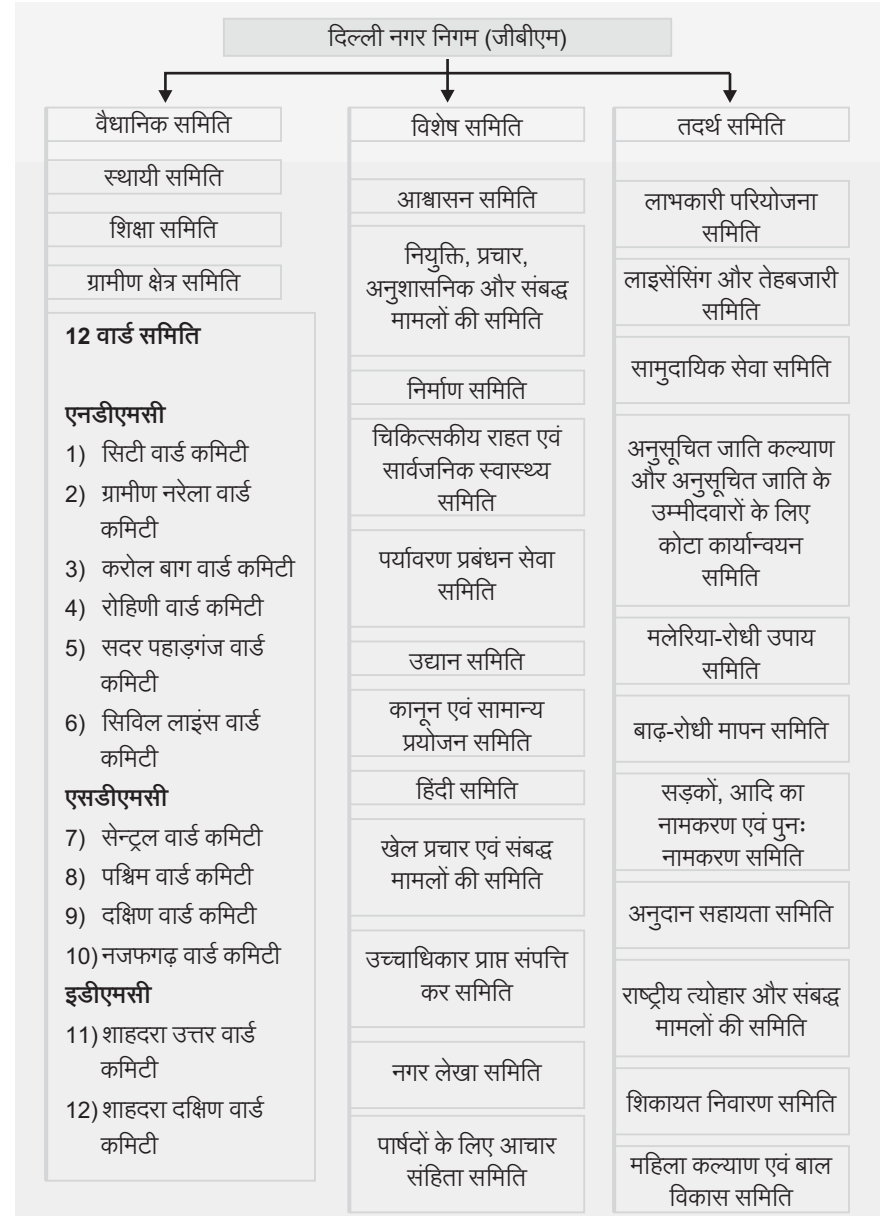 दिल्ली नगर निगम (जीबीएम)
वैधानिक समिति
स्थायी समिति
शिक्षा समिति
ग्रामीण क्षेत्र समिति
12 वार्ड समिति
एनडीएमसी
1) सिटी वार्ड कमिटी
2) ग्रामीण नरेला वार्ड
कमिटी
3) करोल बाग वार्ड कमिटी
4) रोहिणी वार्ड कमिटी
5) सदर पहाड़गंज वार्ड
कमिटी
6) सिविल लाइंस वार्ड
कमिटी
एसडीएमसी
7) सेन्ट्रल वार्ड कमिटी
8) पश्चिम वार्ड कमिटी
9) दक्षिण वार्ड कमिटी
10) नजफगढ़ वार्ड कमिटी
इडीएमसी
11) शाहदरा उत्तर वार्ड
कमिटी
12) शाहदरा दक्षिण वार्ड
कमिटी
विशेष समिति
आश्वासन समिति
नियुक्ति, प्रचार,
अनुशासनिक और संबद्ध
मामलों की समिति
निर्माण समिति
चिकित्सकीय राहत एवं
सार्वजनिक स्वास्थ्य
समिति
पर्यावरण प्रबंधन सेवा
समिति
उद्यान समिति
कानून एवं सामान्य
प्रयोजन समिति
हिंदी समिति
खेल प्रचार एवं संबद्ध
मामलों की समिति
उच्चाधिकार प्राप्त संपत्ति
कर समिति
नगर लेखा समिति
पार्षदों के लिए आचार
संहिता समिति
तदर्थ समिति
लाभकारी परियोजना
समिति
लाइसेंसिंग और तेहबजारी
समिति
सामुदायिक सेवा समिति
अनुसूचित जाति कल्याण
और अनुसूचित जाति के
उम्मीदवारों के लिए
कोटा कार्यान्वयन
समिति
मलेरिया-रोधी उपाय
समिति
बाढ़-रोधी मापन समिति
सड़कों, आदि का
नामकरण एवं पुनः
नामकरण समिति
अनुदान सहायता समिति
राष्ट्रीय त्योहार और संबद्ध
मामलों की समिति
शिकायत निवारण समिति
महिला कल्याण एवं बाल
विकास समिति